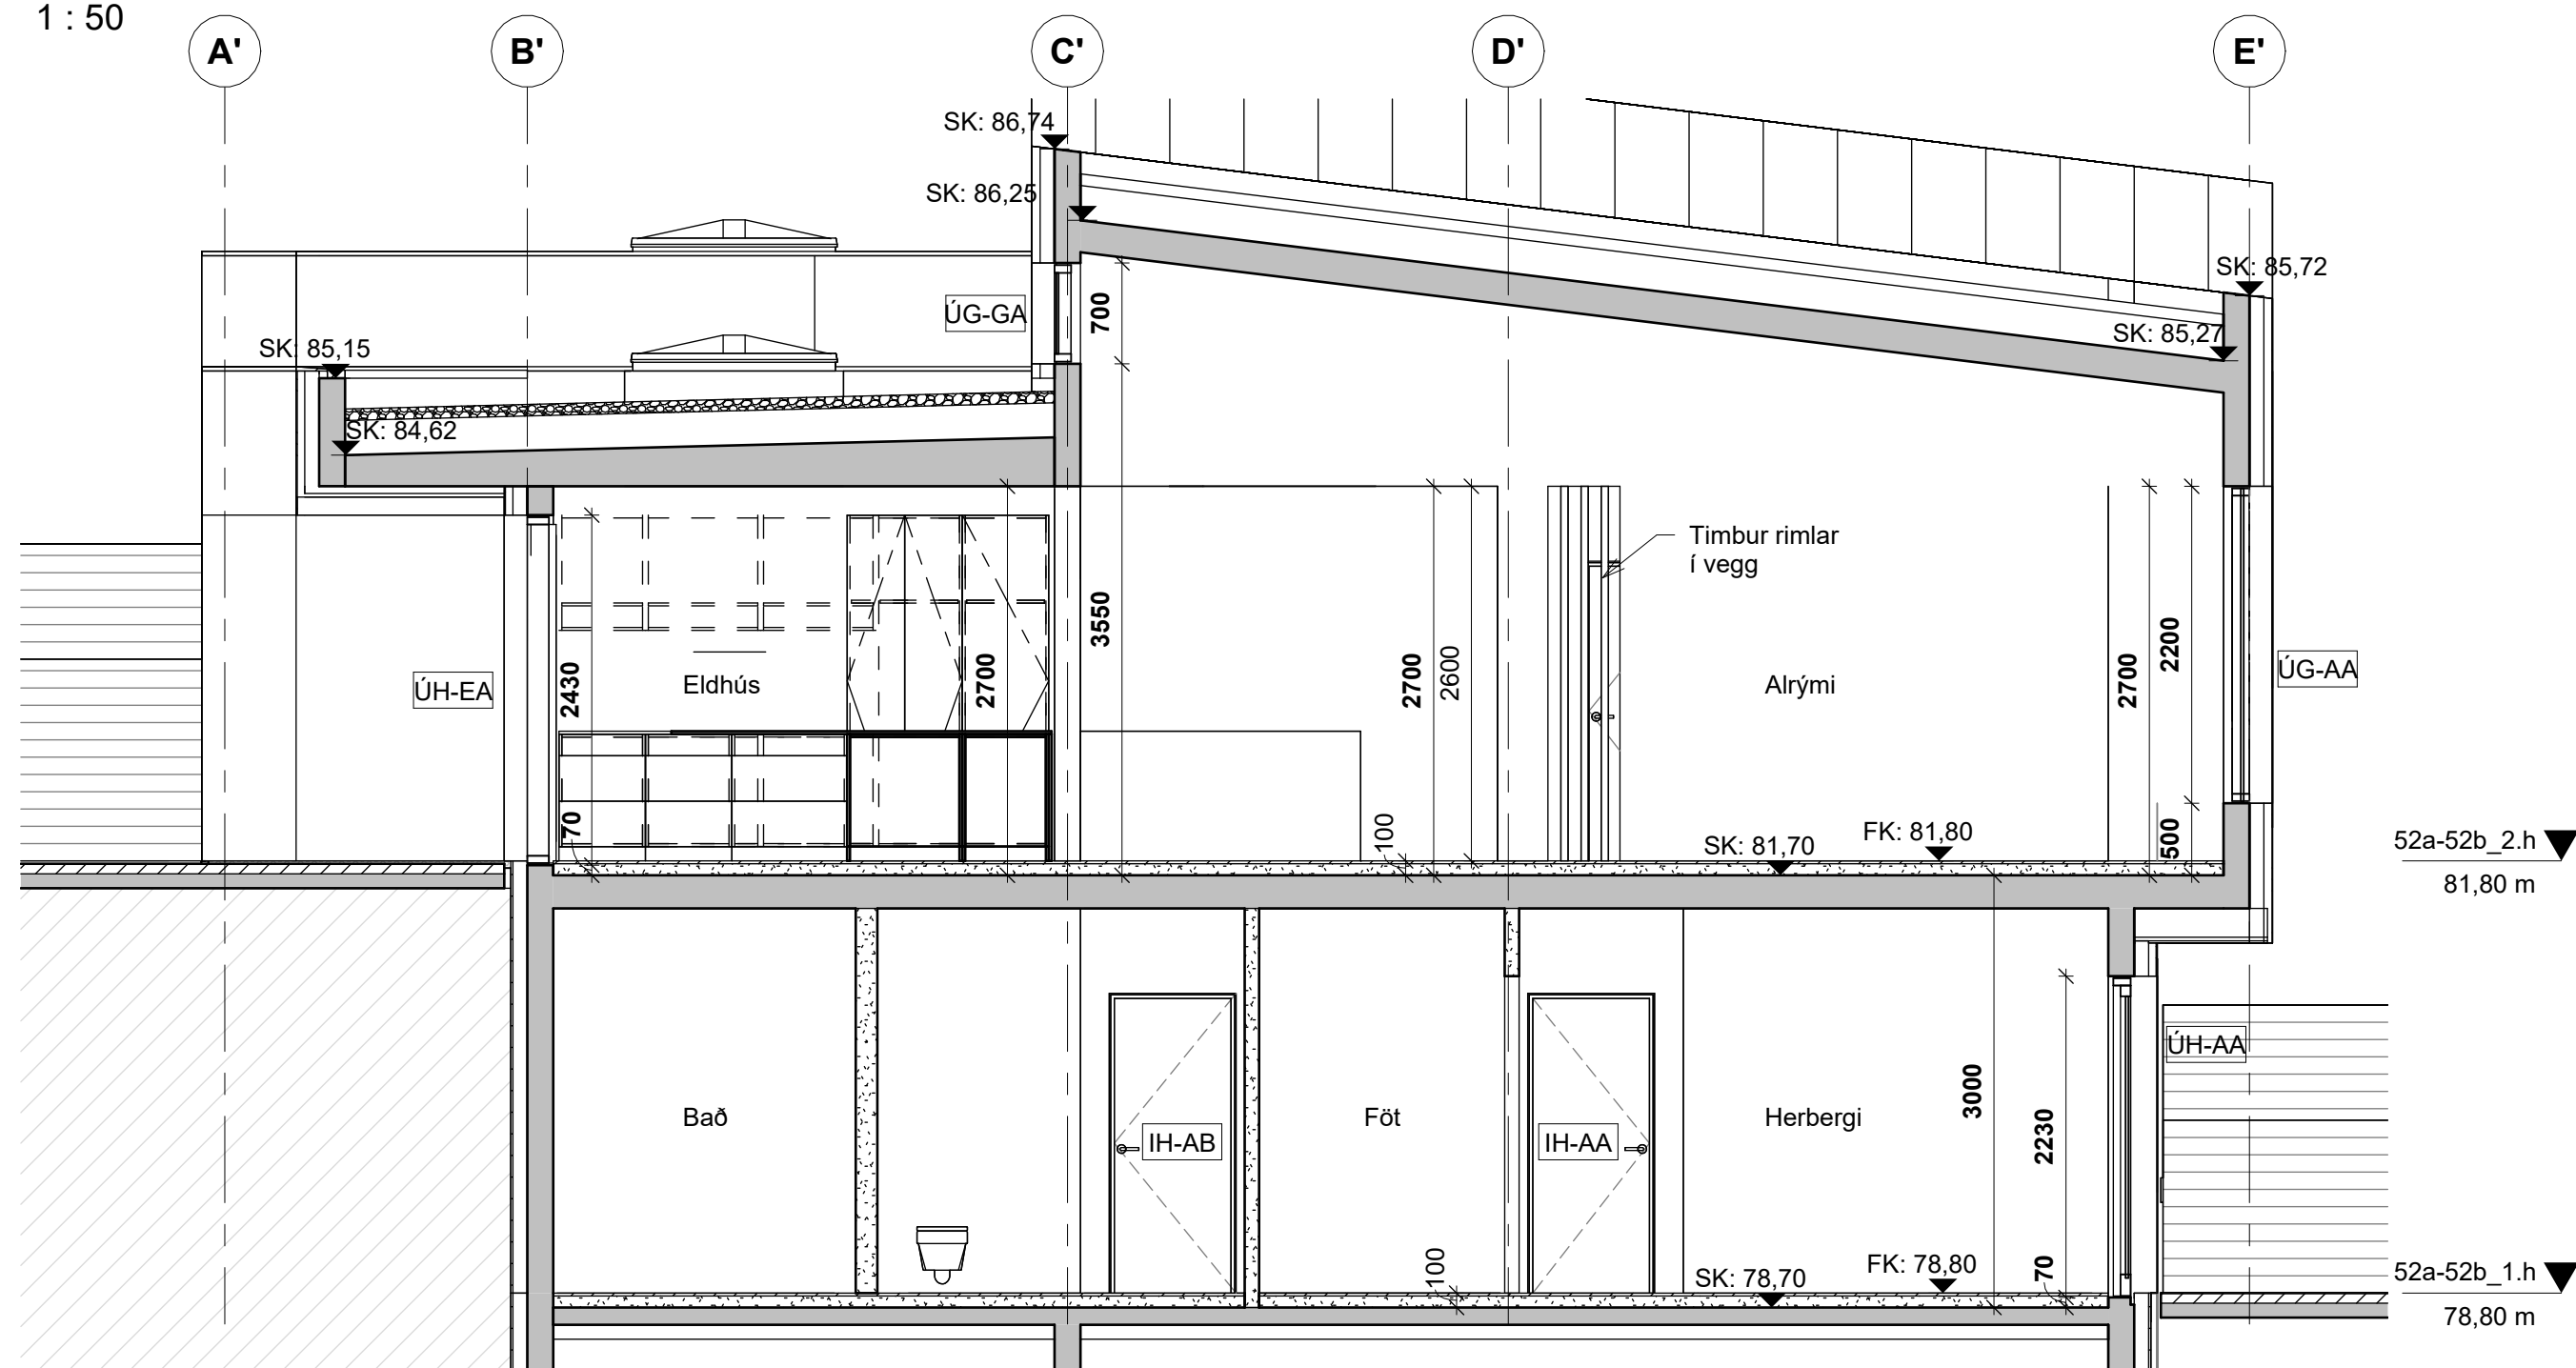 1 : 50
A'
B'
C'
D'
E'
SK: 86,74
SK: 86,25
SK: 85,72
SK: 85,27
ÚG-GA
700
SK: 85,15
SK: 84,62
Timbur rimlar
í vegg
3550
2430
Eldhús
2700
2700
2600
Alrými
2700
2200
ÚG-AA
ÚH-EA
70
100
SK: 81,70
FK: 81,80
500
52a-52b_2.h
81,80 m
ÚH-AA
3000
2230
Bað
IH-AB
Föt
IH-AA
Herbergi
100
SK: 78,70
FK: 78,80
70
52a-52b_1.h
78,80 m